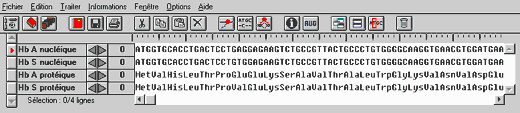 Fichier Edition Traiter Informations Fenêtre Options Aide
AUG
Hb A nucléique 0 ATGGTGCACCTGACTCCTGAGGAGAAGTCTGCCGTTACTGCCCTGTGGGGCAAGGTGAACGTGGATGAA
Hb S nucléique 0 ATGGTGCACCTGACTCCTGTGGAGAAGTCTGCCGTTACTGCCCTGTGGGGCAAGGTGAACGTGGATGAA
Hb A protéique 0 MetValHisLeuThrProGluGluLysSerAlaValThrAlaLeuTrpGlyLysValAsnValAspGlu
Hb S protéique 0 MetValHisLeuThrProValGluLysSerAlaValThrAlaLeuTrpGlyLysValAsnValAspGlu
Sélection : 0/4 lignes